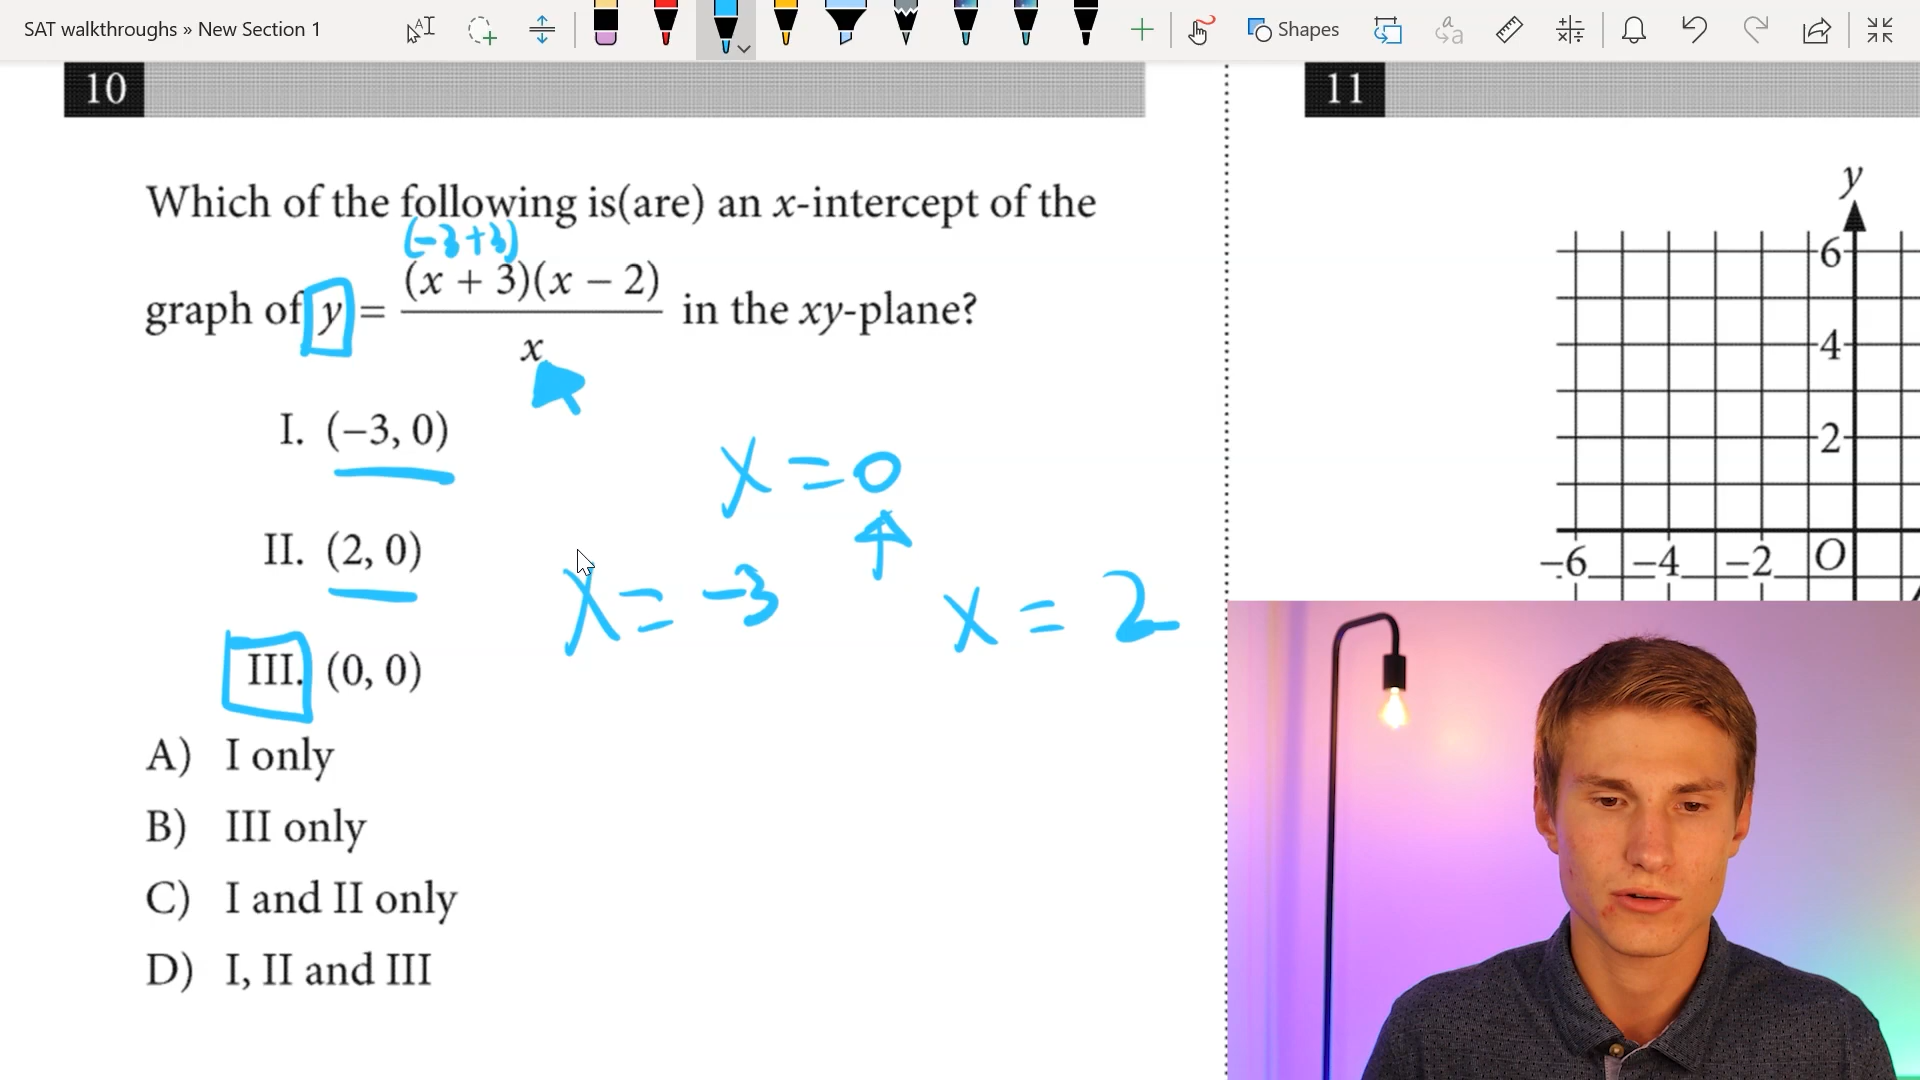 SAT walkthroughs » New Section 1
Shapes
10
11
Which of the following is(are) an x-intercept of the
(-3+3)
graph of y = (x + 3)(x − 2) / x in the xy-plane?
I. (−3, 0)
x = 0
II. (2, 0)
x = -3
x = 2
III. (0, 0)
A) I only
B) III only
C) I and II only
D) I, II and III
y
6
4
2
−6 −4 −2 O